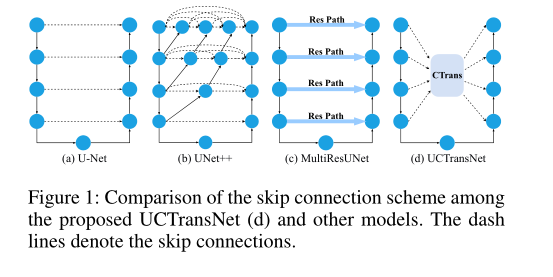 Res Path
Res Path
Res Path
Res Path
CTrans
(a) U-Net (b) UNet++ (c) MultiResUNet (d) UCTransNet
Figure 1: Comparison of the skip connection scheme among
the proposed UCTransNet (d) and other models. The dash
lines denote the skip connections.